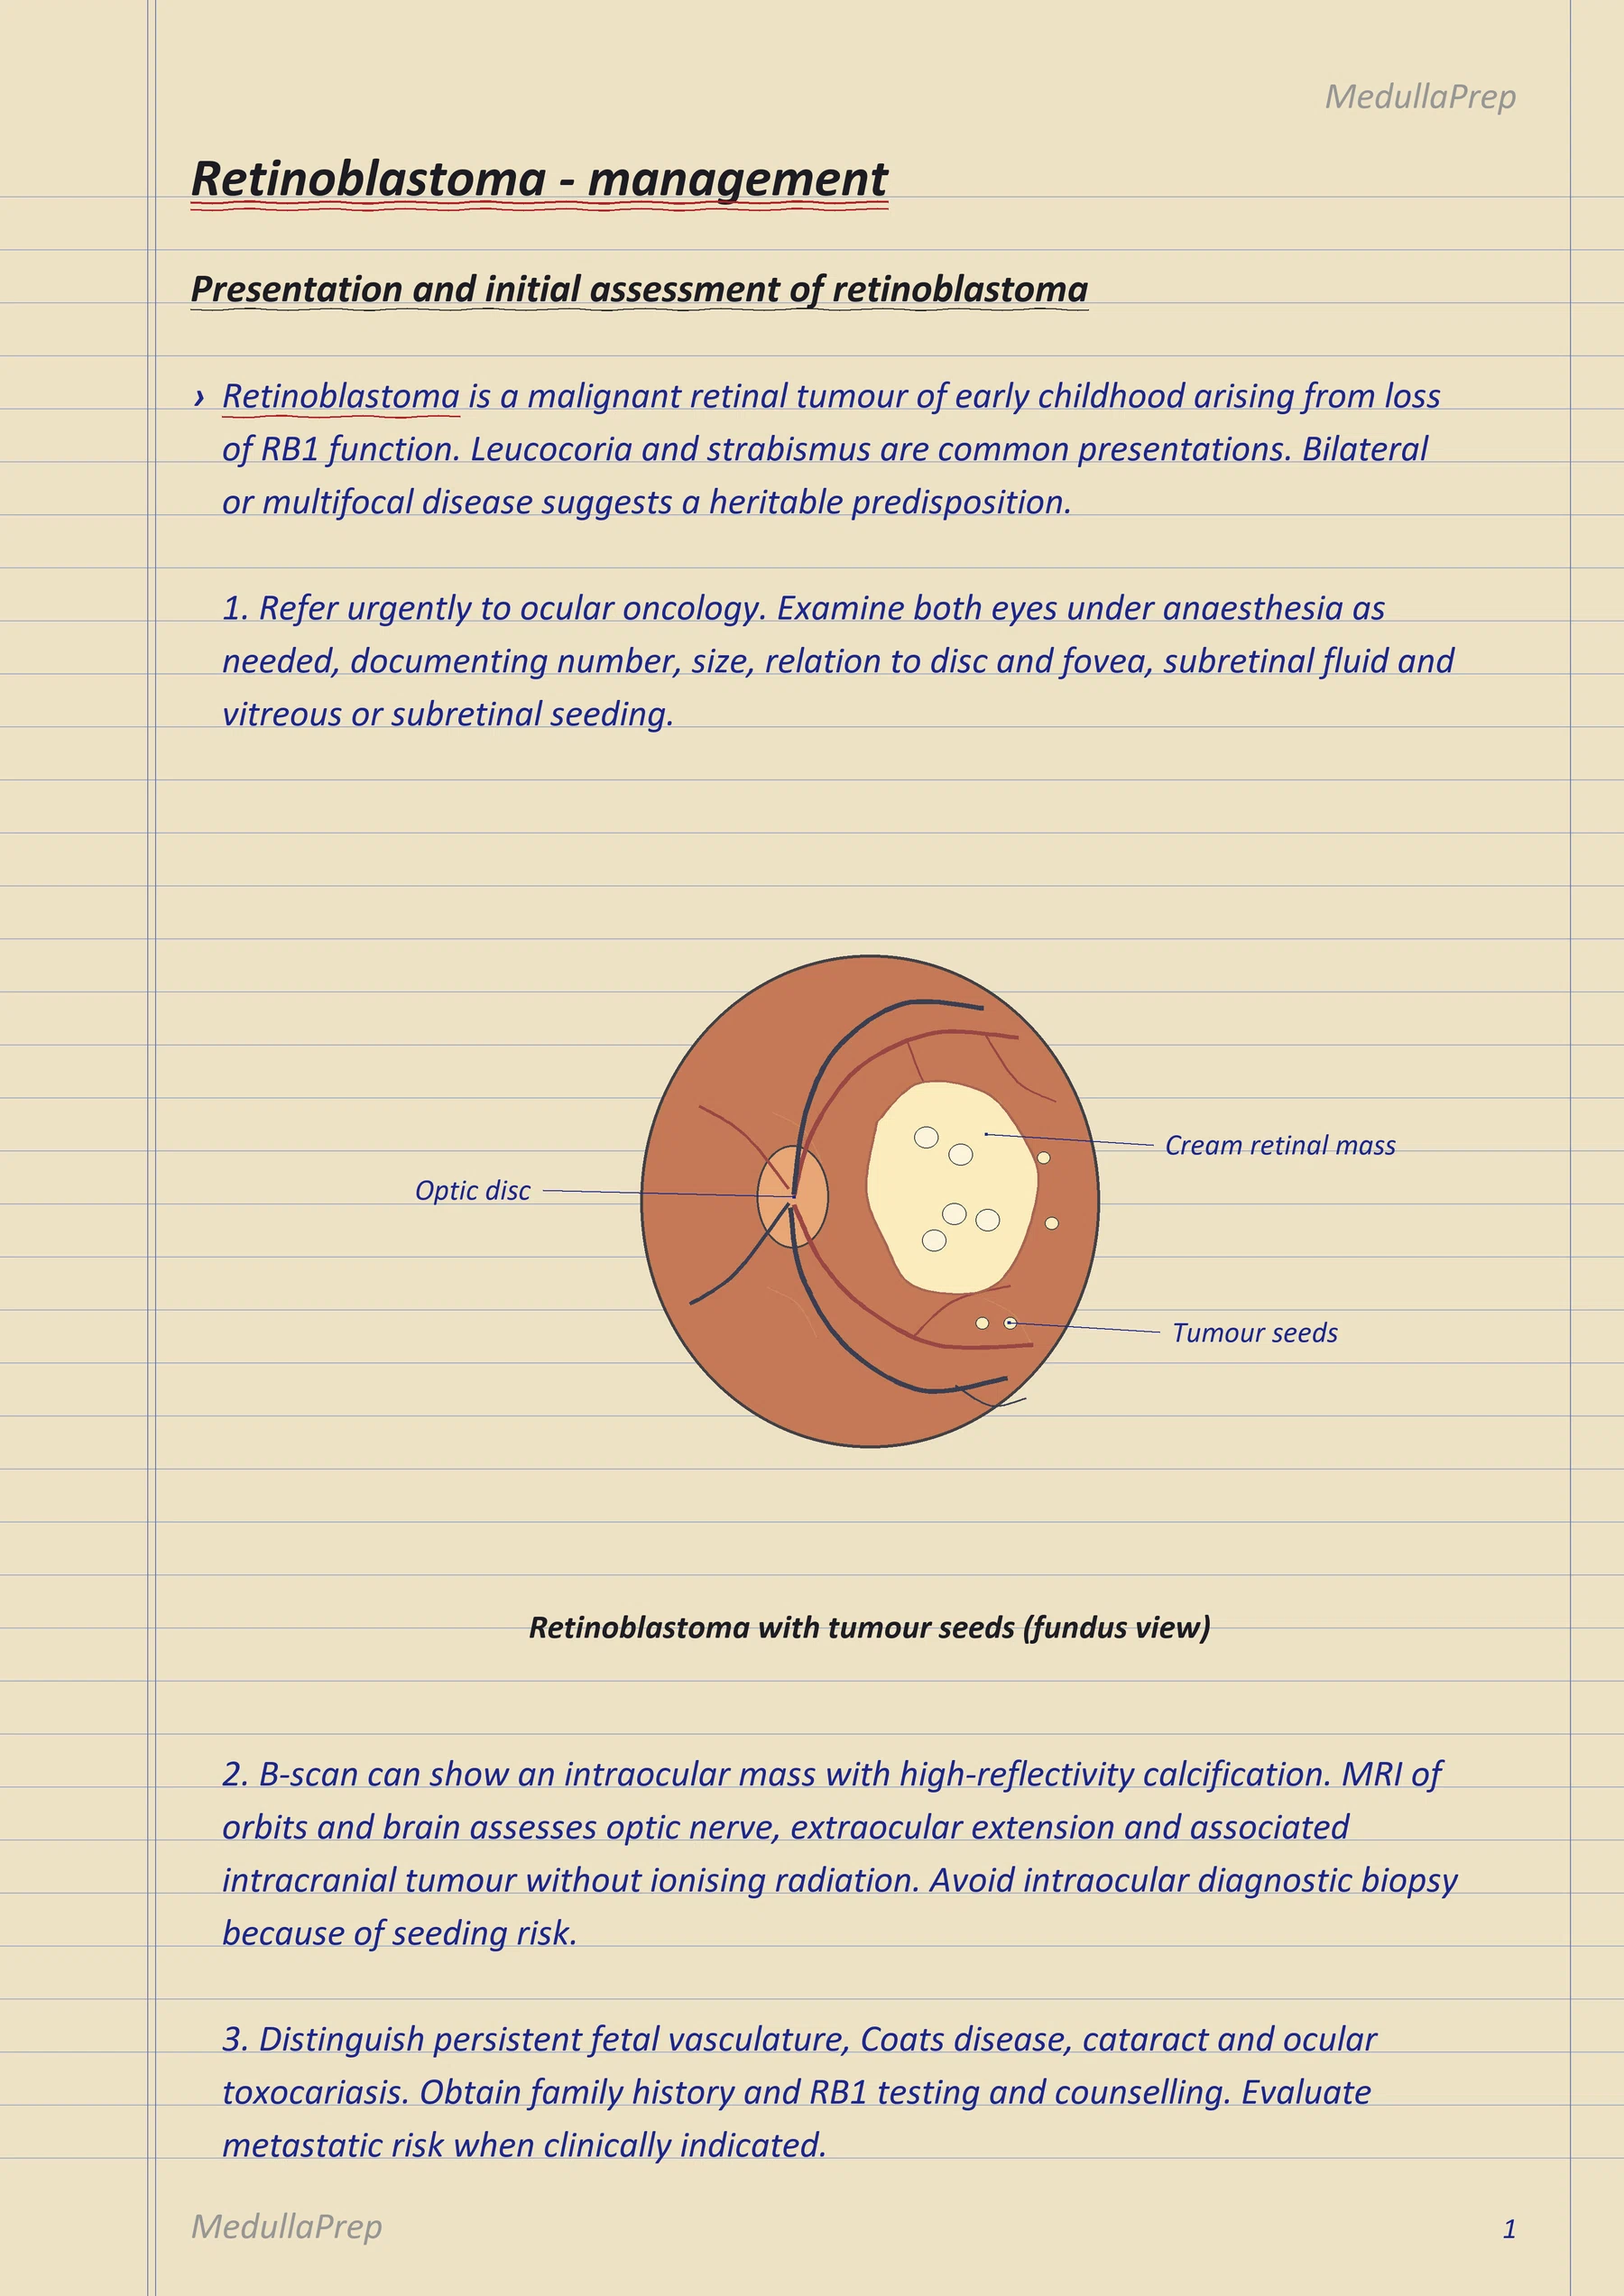 MedullaPrep
Retinoblastoma - management
Presentation and initial assessment of retinoblastoma
› Retinoblastoma is a malignant retinal tumour of early childhood arising from loss
of RB1 function. Leucocoria and strabismus are common presentations. Bilateral
or multifocal disease suggests a heritable predisposition.
1. Refer urgently to ocular oncology. Examine both eyes under anaesthesia as
needed, documenting number, size, relation to disc and fovea, subretinal fluid and
vitreous or subretinal seeding.
Cream retinal mass
Optic disc
Tumour seeds
Retinoblastoma with tumour seeds (fundus view)
2. B-scan can show an intraocular mass with high-reflectivity calcification. MRI of
orbits and brain assesses optic nerve, extraocular extension and associated
intracranial tumour without ionising radiation. Avoid intraocular diagnostic biopsy
because of seeding risk.
3. Distinguish persistent fetal vasculature, Coats disease, cataract and ocular
toxocariasis. Obtain family history and RB1 testing and counselling. Evaluate
metastatic risk when clinically indicated.
MedullaPrep
1